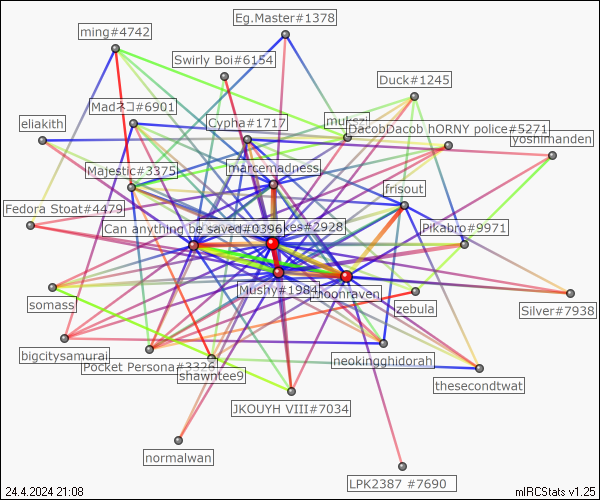 Eg.Master#1378
ming#4742
Swirly Boi#6154
Duck#1245
Madネコ#6901
Cypha#1717
DacobDacob hORNY police#5271
eliakith
yoshimanden
Majestic#3375
marcemadness
frisout
Fedora Stoat#4479
Can anything be saved#0396
kes#2928
Pikabro#9971
Mushy#1984
moonraven
somass
zebula
Silver#7938
bigcitysamurai
Pocket Persona#3326
shawntee9
neokingghidorah
thesecondtwat
JKOUYH VIII#7034
normalwan
LPK2387 #7690
24.4.2024 21:08
mIRCStats v1.25